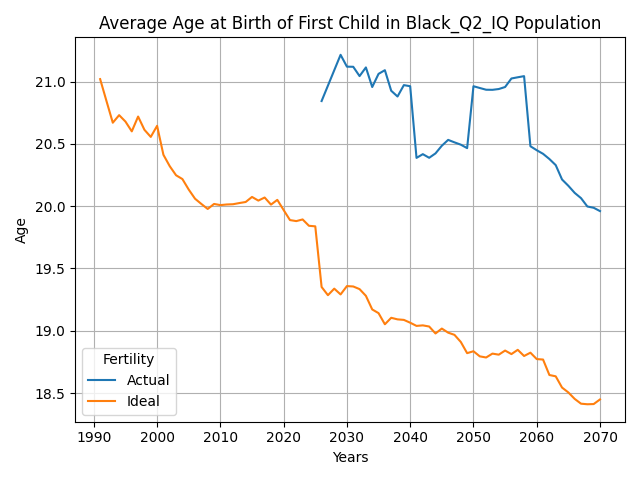 Average Age at Birth of First Child in Black_Q2_IQ Population
21.0
20.5
20.0
19.5
19.0
18.5
Age
Fertility
Actual
Ideal
1990 2000 2010 2020 2030 2040 2050 2060 2070
Years